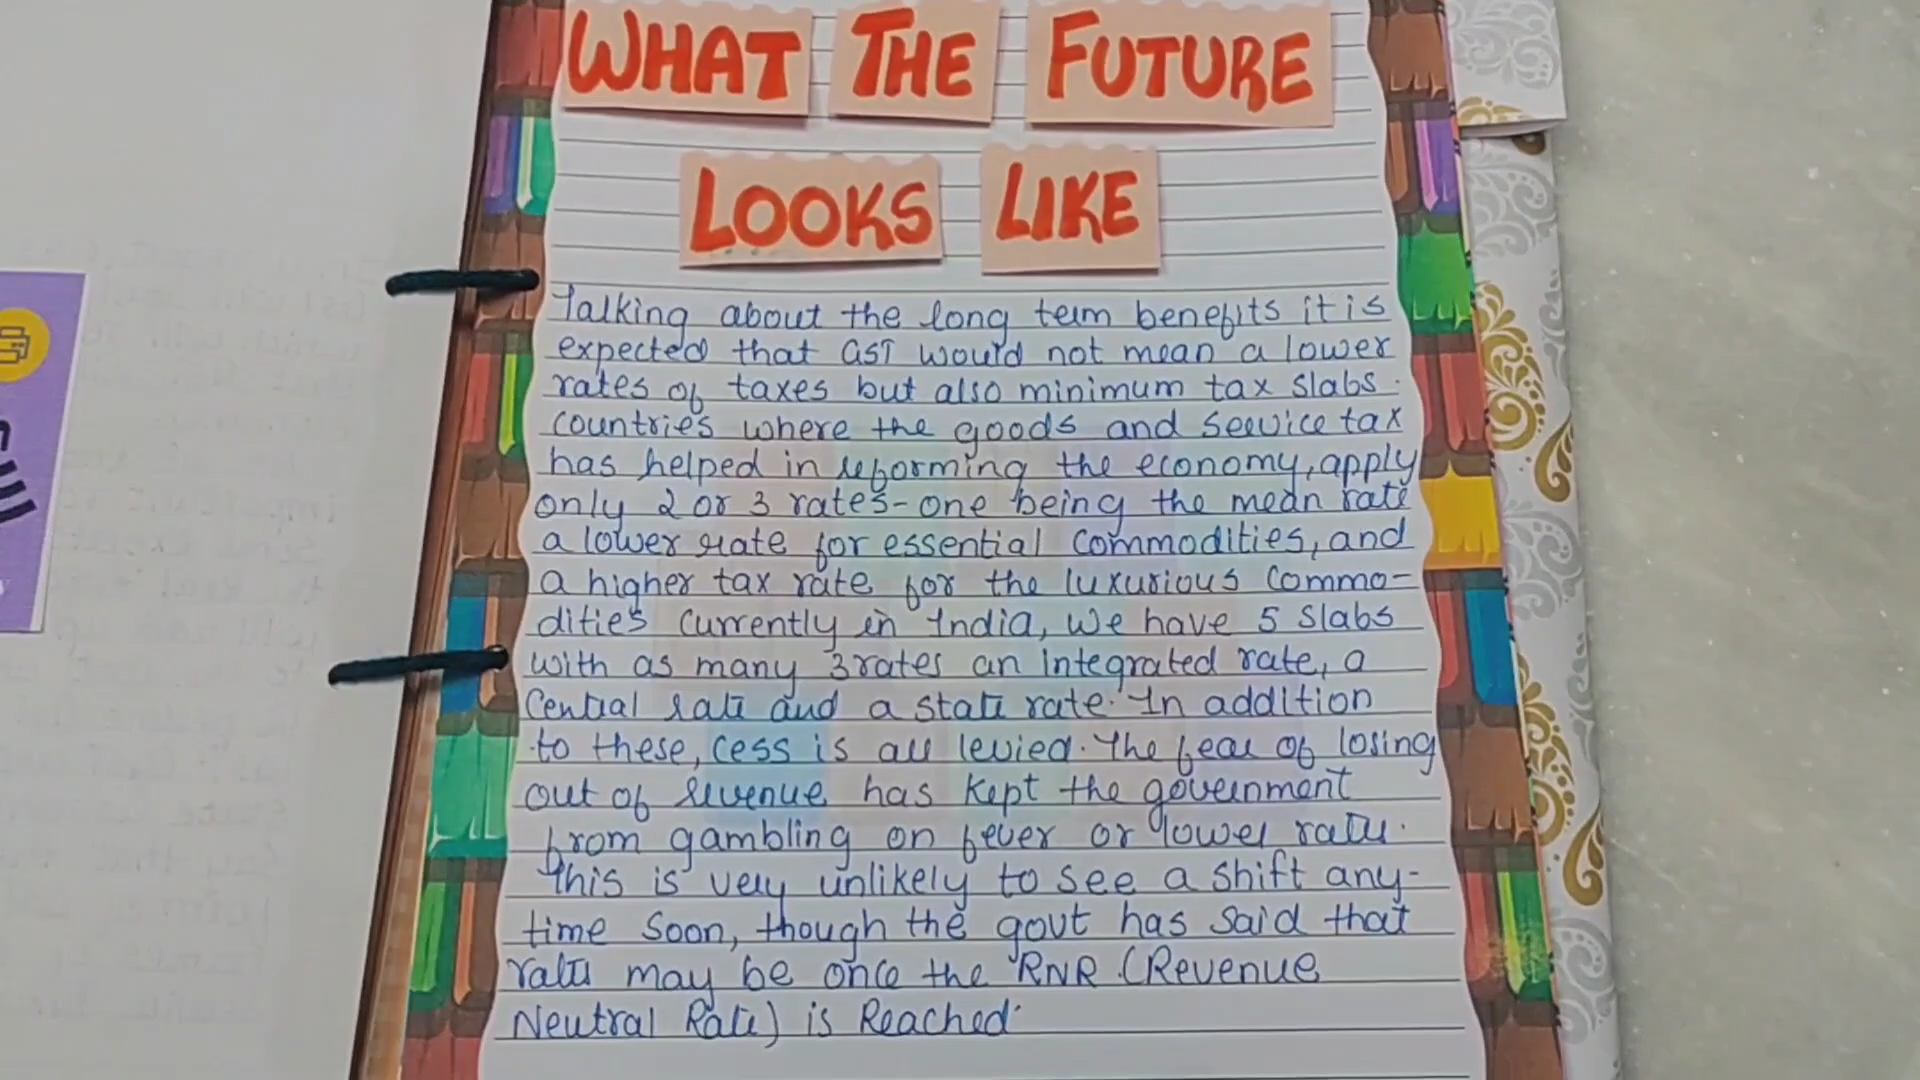 WHAT THE FUTURE
LOOKS LIKE
Talking about the long term benefits it is
expected that GST would not mean a lower
rates of taxes but also minimum tax slabs.
countries where the goods and service tax
has helped in reforming the economy, apply
only 2 or 3 rates-one being the mean rate
a lower rate for essential commodities, and
a higher tax rate for the luxurious commo-
dities currently in India, we have 5 slabs
with as many 3 rates an integrated rate, a
Central rate and a state rate. In addition
to these, cess is all levied. The fear of losing
out of revenue has kept the government
from gambling on fever or lower rate.
This is very unlikely to see a shift any-
time soon, though the govt has said that
rates may be once the RNR (Revenue
Neutral Rate) is Reached.